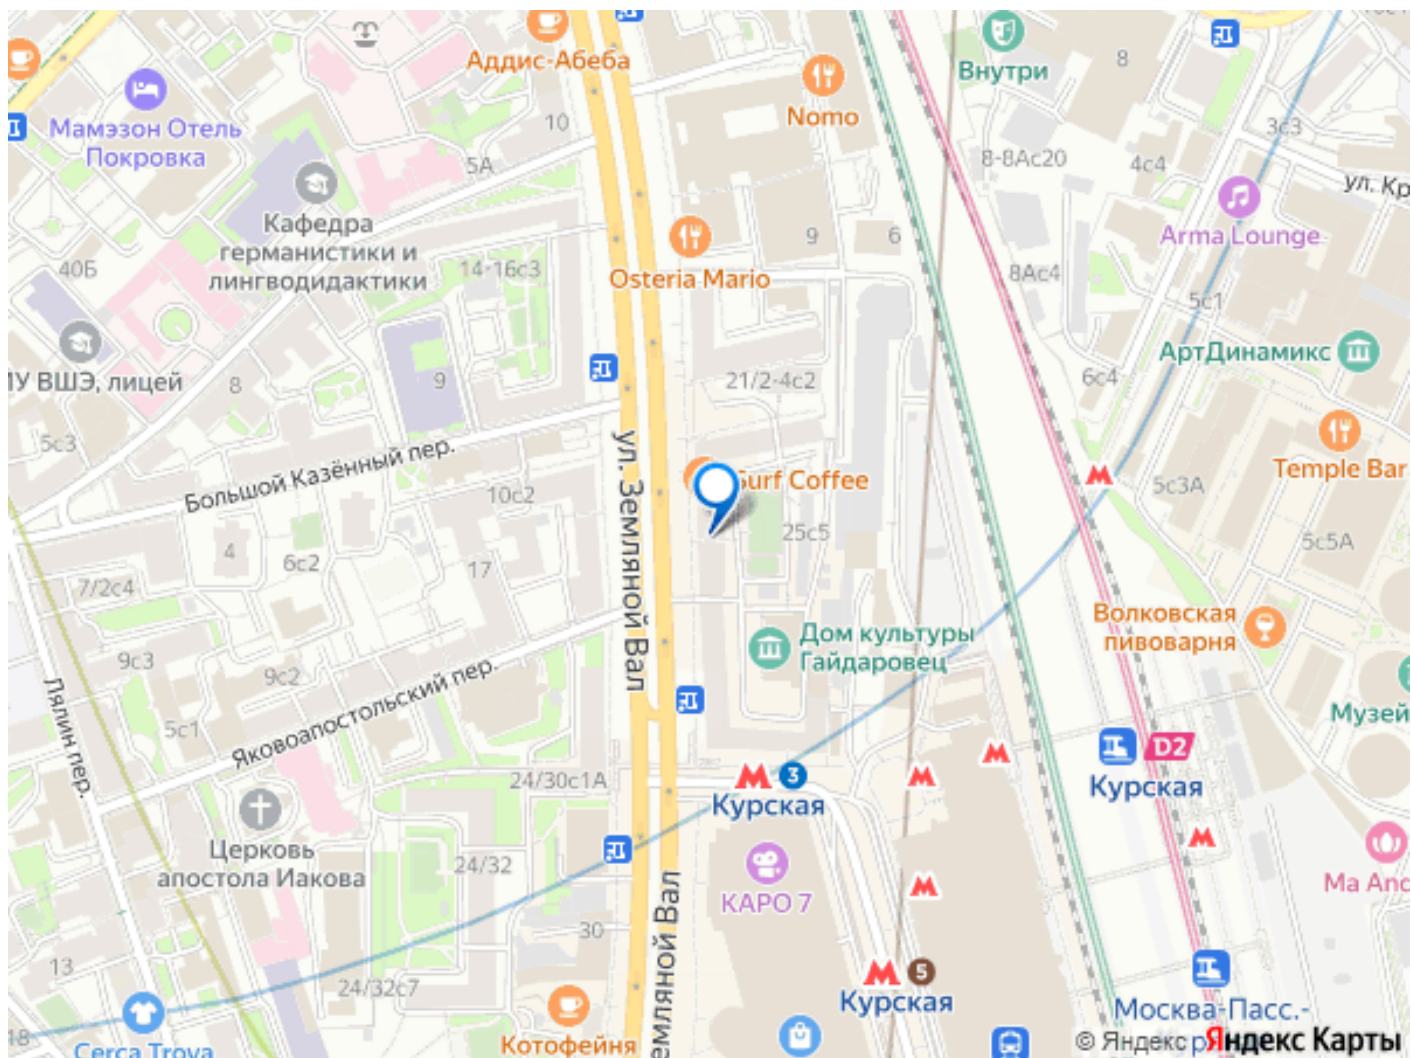 Аддис-Абеба
Внутри
8
Nomo
10
3с3
Мамэзон Отель
Покровка
5А
8-8Ас20
4с4
ул. Кр
Кафедра
германистики и
лингводидактики
Arma Lounge
9
6
40Б
14-16с3
Osteria Mario
8Ас4
5с1
АртДинамикс
У ВШЭ, лицей
8
9
21/2-4с2
6с4
5с3
Большой Казённый пер.
ул. Земляной Вал
Surf Coffee
Temple Bar
10с2
5с3А
4
6с2
25с5
5с5А
17
7/2с4
Волковская
пивоварня
Дом культуры
Гайдаровец
9с3
9с2
Яковоапостольский пер.
Лялин пер.
5с1
Музей
D2
Курская
24/30с1А
3
Курская
Церковь
апостола Иакова
24/32
КАРО 7
Ma
Земляной Вал
30
13
24/32с7
5
Курская
Москва-Пасс.-
18
Cerca Trova
Котофейня
© Яндекс
Яндекс Карты